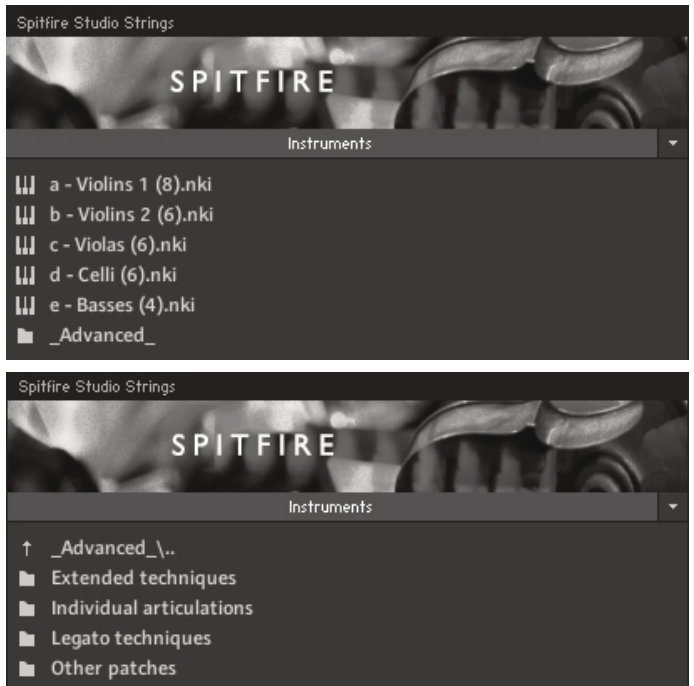 Spitfire Studio Strings
SPITFIRE
Instruments
a - Violins 1 (8).nki
b - Violins 2 (6).nki
c - Violas (6).nki
d - Celli (6).nki
e - Basses (4).nki
_Advanced_
Spitfire Studio Strings
SPITFIRE
Instruments
_Advanced_\..
Extended techniques
Individual articulations
Legato techniques
Other patches